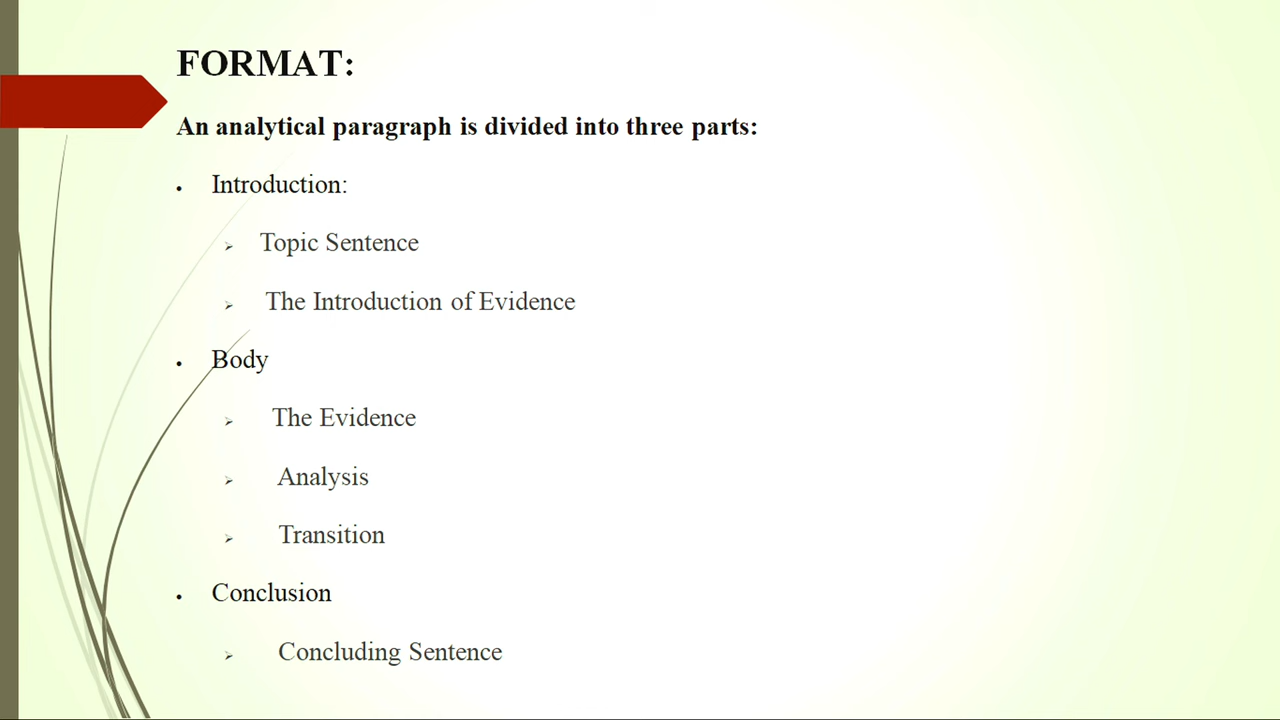 FORMAT:
An analytical paragraph is divided into three parts:
• Introduction:
➢ Topic Sentence
➢ The Introduction of Evidence
• Body
➢ The Evidence
➢ Analysis
➢ Transition
• Conclusion
➢ Concluding Sentence